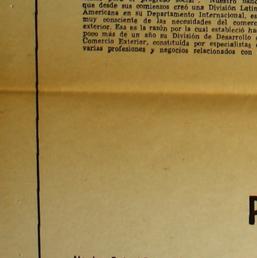 que desde sus comienzos creó una División Latin
Americana en su Departamento Internacional, es
muy consciente de las necesidades del comer
exterior. Esa es la razón por la cual estableció ha
poco más de un año su División de Desarrollo
Comercio Exterior, constituída por especialistas
varias profesiones y negocios relacionados con